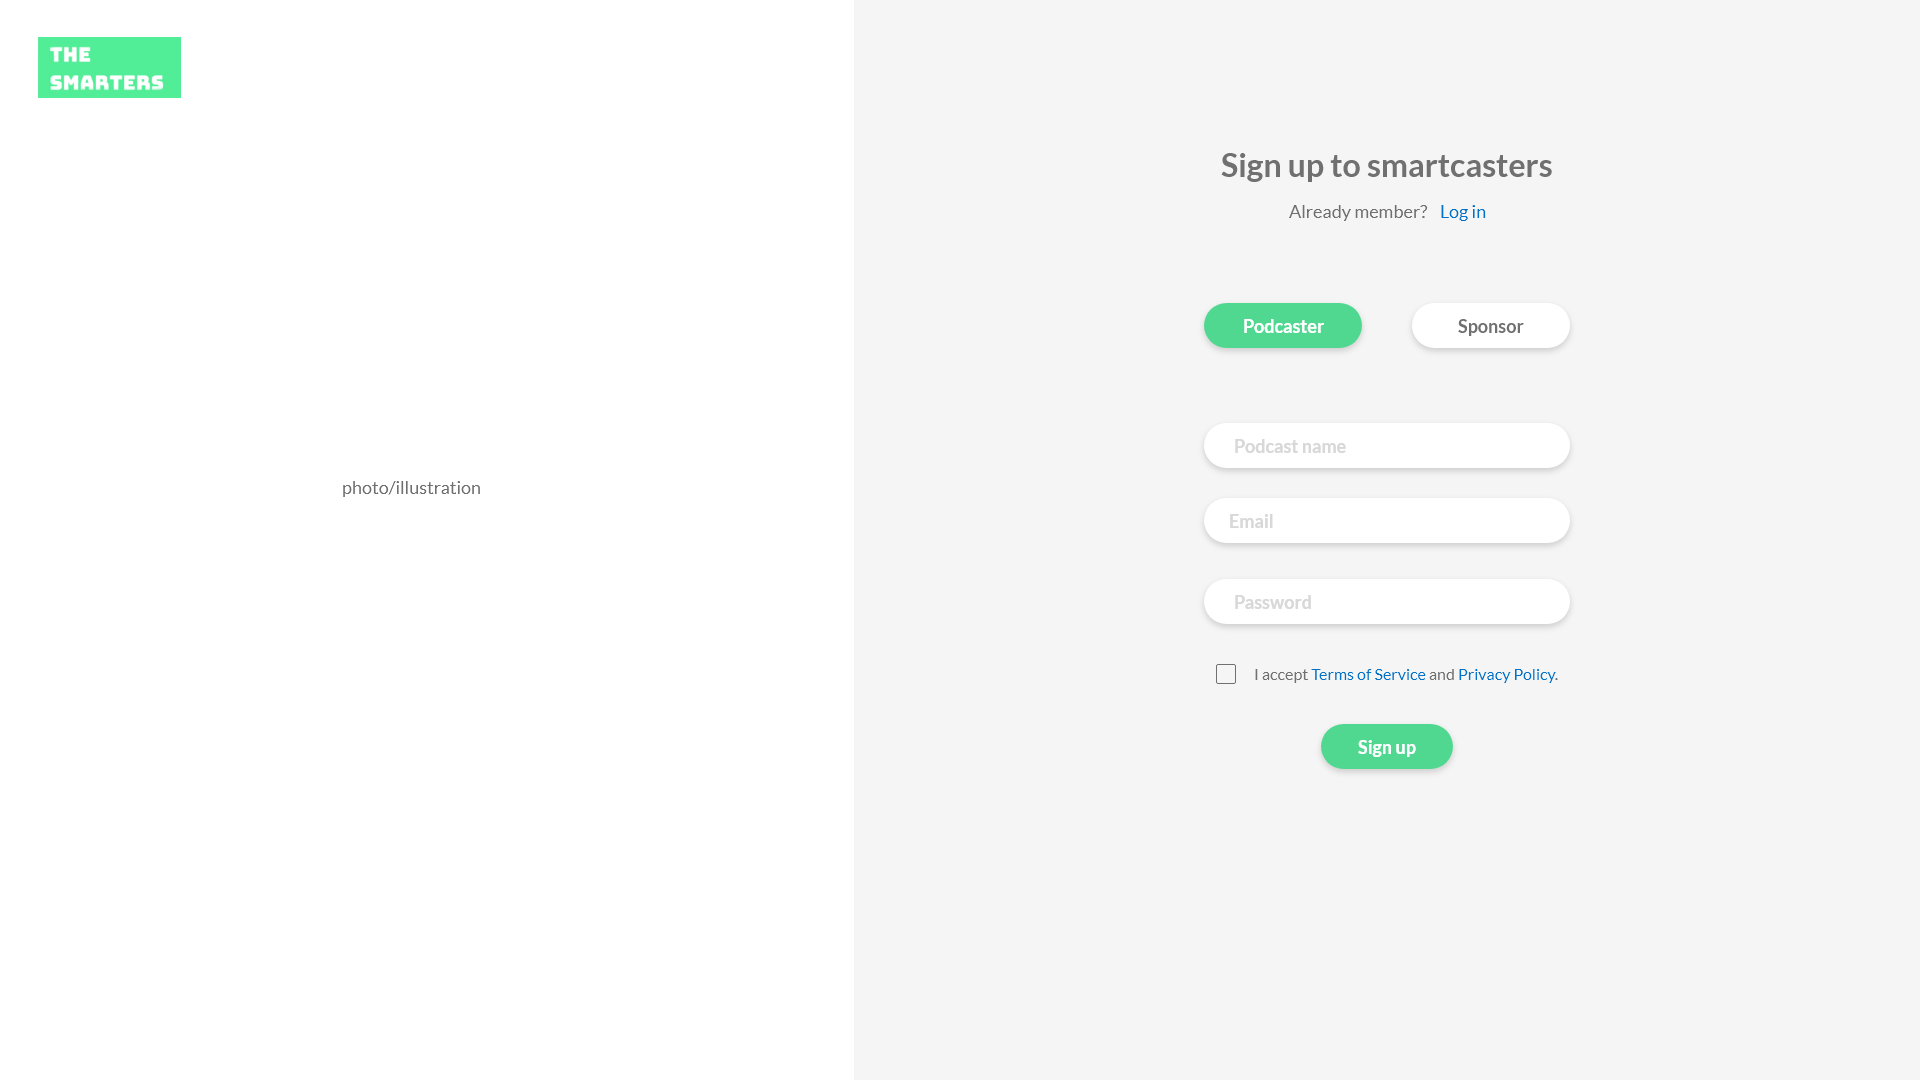 THE
SMARTERS
photo/illustration
Sign up to smartcasters
Already member? Log in
Podcaster
Sponsor
Podcast name
Email
Password
I accept Terms of Service and Privacy Policy.
Sign up